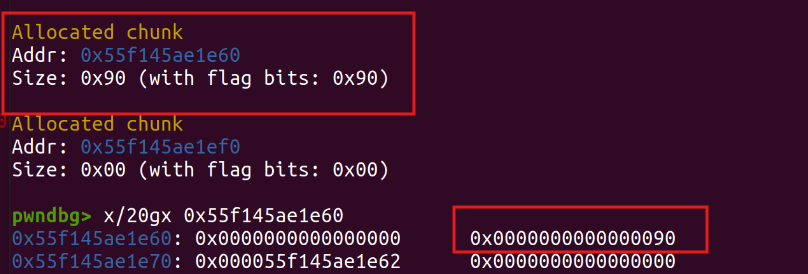 Allocated chunk
Addr: 0x55f145ae1e60
Size: 0x90 (with flag bits: 0x90)
Allocated chunk
Addr: 0x55f145ae1ef0
Size: 0x00 (with flag bits: 0x00)
pwndbg> x/20gx 0x55f145ae1e60
0x55f145ae1e60: 0x0000000000000000 0x0000000000000090
0x55f145ae1e70: 0x000055f145ae1e62 0x0000000000000000